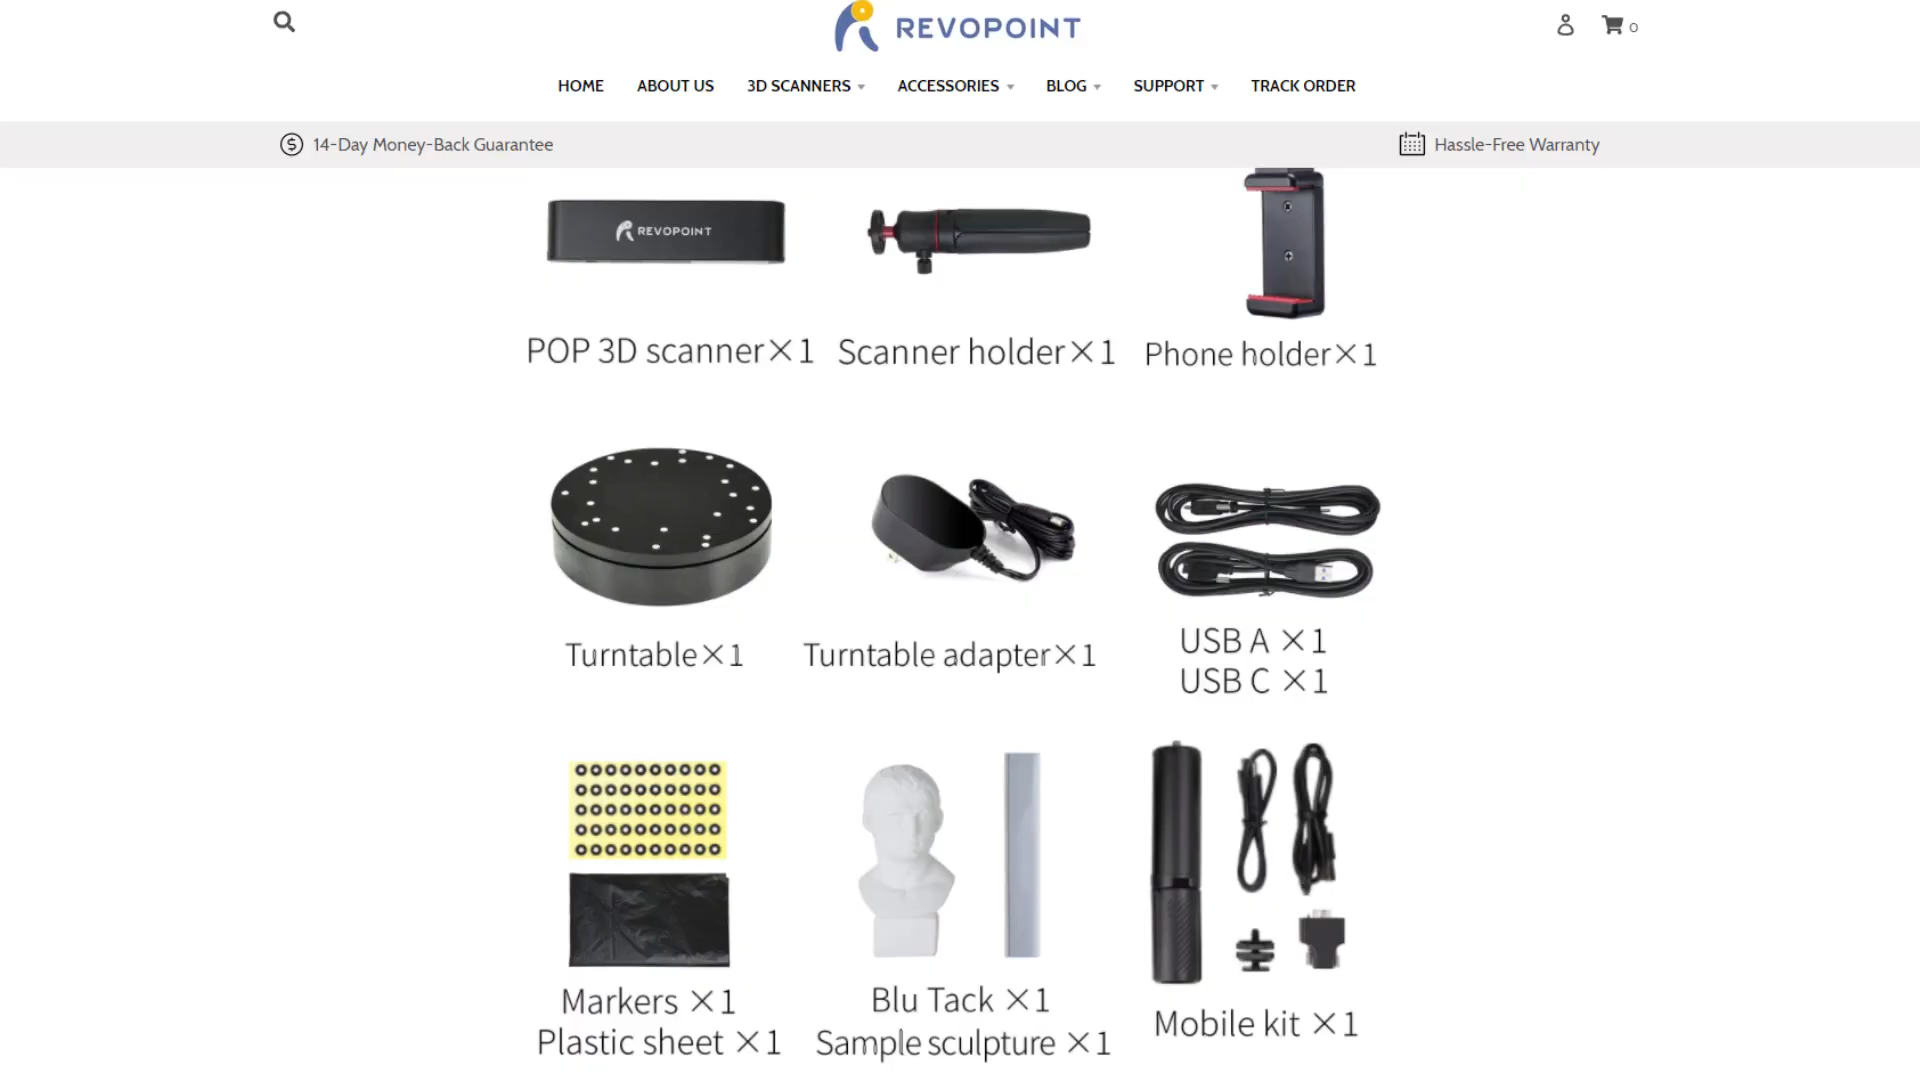 REVOPOINT
0
HOME ABOUT US 3D SCANNERS ACCESSORIES BLOG SUPPORT TRACK ORDER
14-Day Money-Back Guarantee Hassle-Free Warranty
REVOPOINT
POP 3D scanner×1 Scanner holder×1 Phone holder×1
Turntable×1 Turntable adapter×1 USB A ×1
USB C ×1
Markers ×1 Blu Tack ×1 Mobile kit ×1
Plastic sheet ×1 Sample sculpture ×1